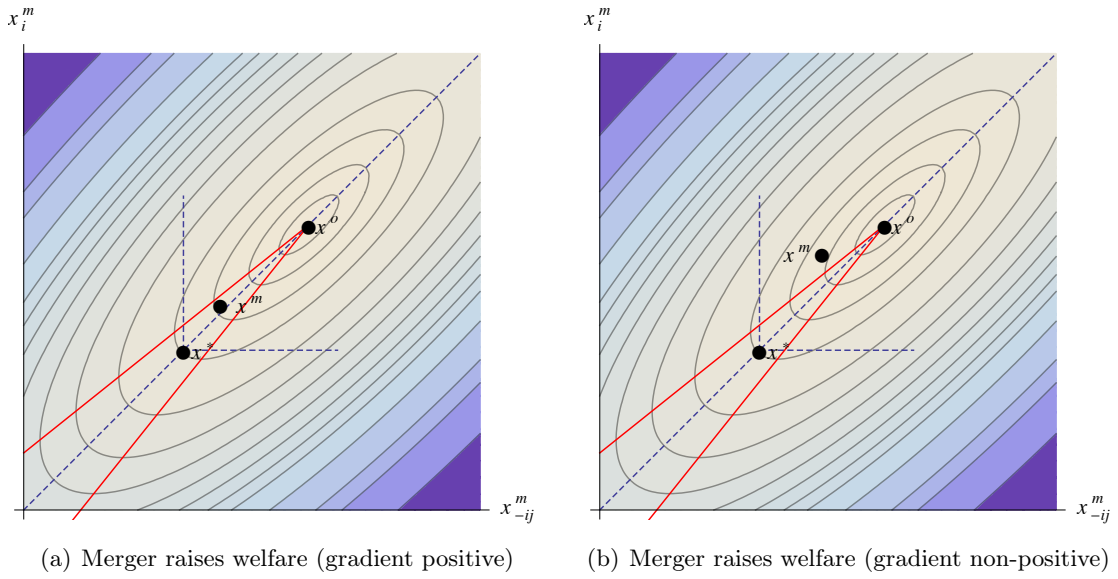 x_i^m
x_i^m
x^o
x^o
x^m
x^m
x^*
x^*
x_{-ij}^m
x_{-ij}^m
(a) Merger raises welfare (gradient positive)
(b) Merger raises welfare (gradient non-positive)